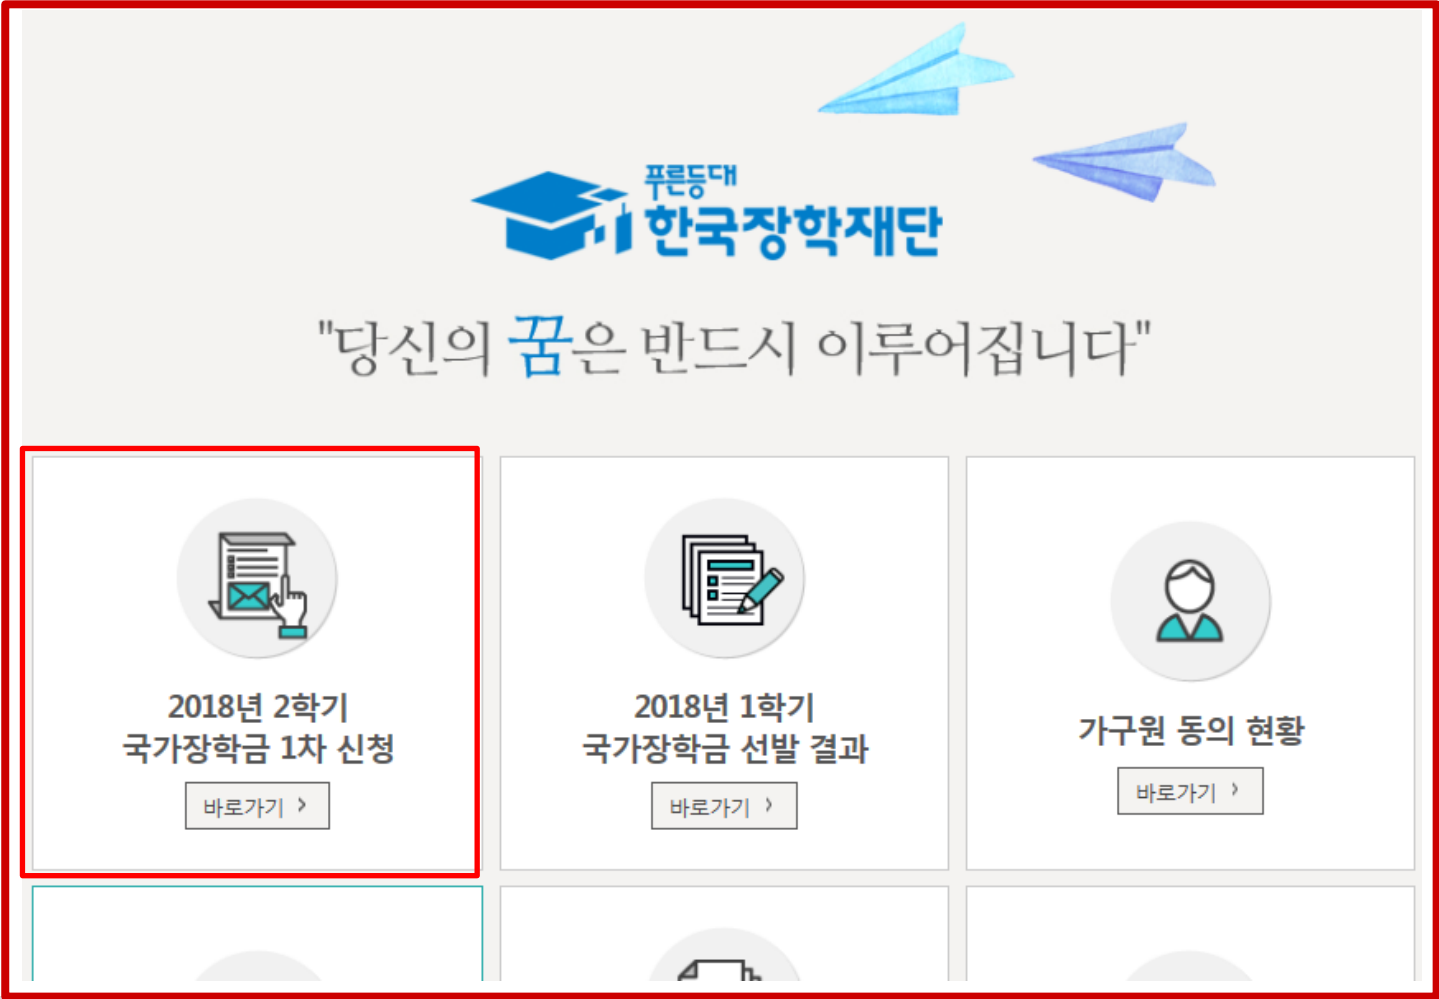 푸른등대
한국장학재단
"당신의 꿈은 반드시 이루어집니다"
2018년 2학기
국가장학금 1차 신청
바로가기 >
2018년 1학기
국가장학금 선발 결과
바로가기 >
가구원 동의 현황
바로가기 >